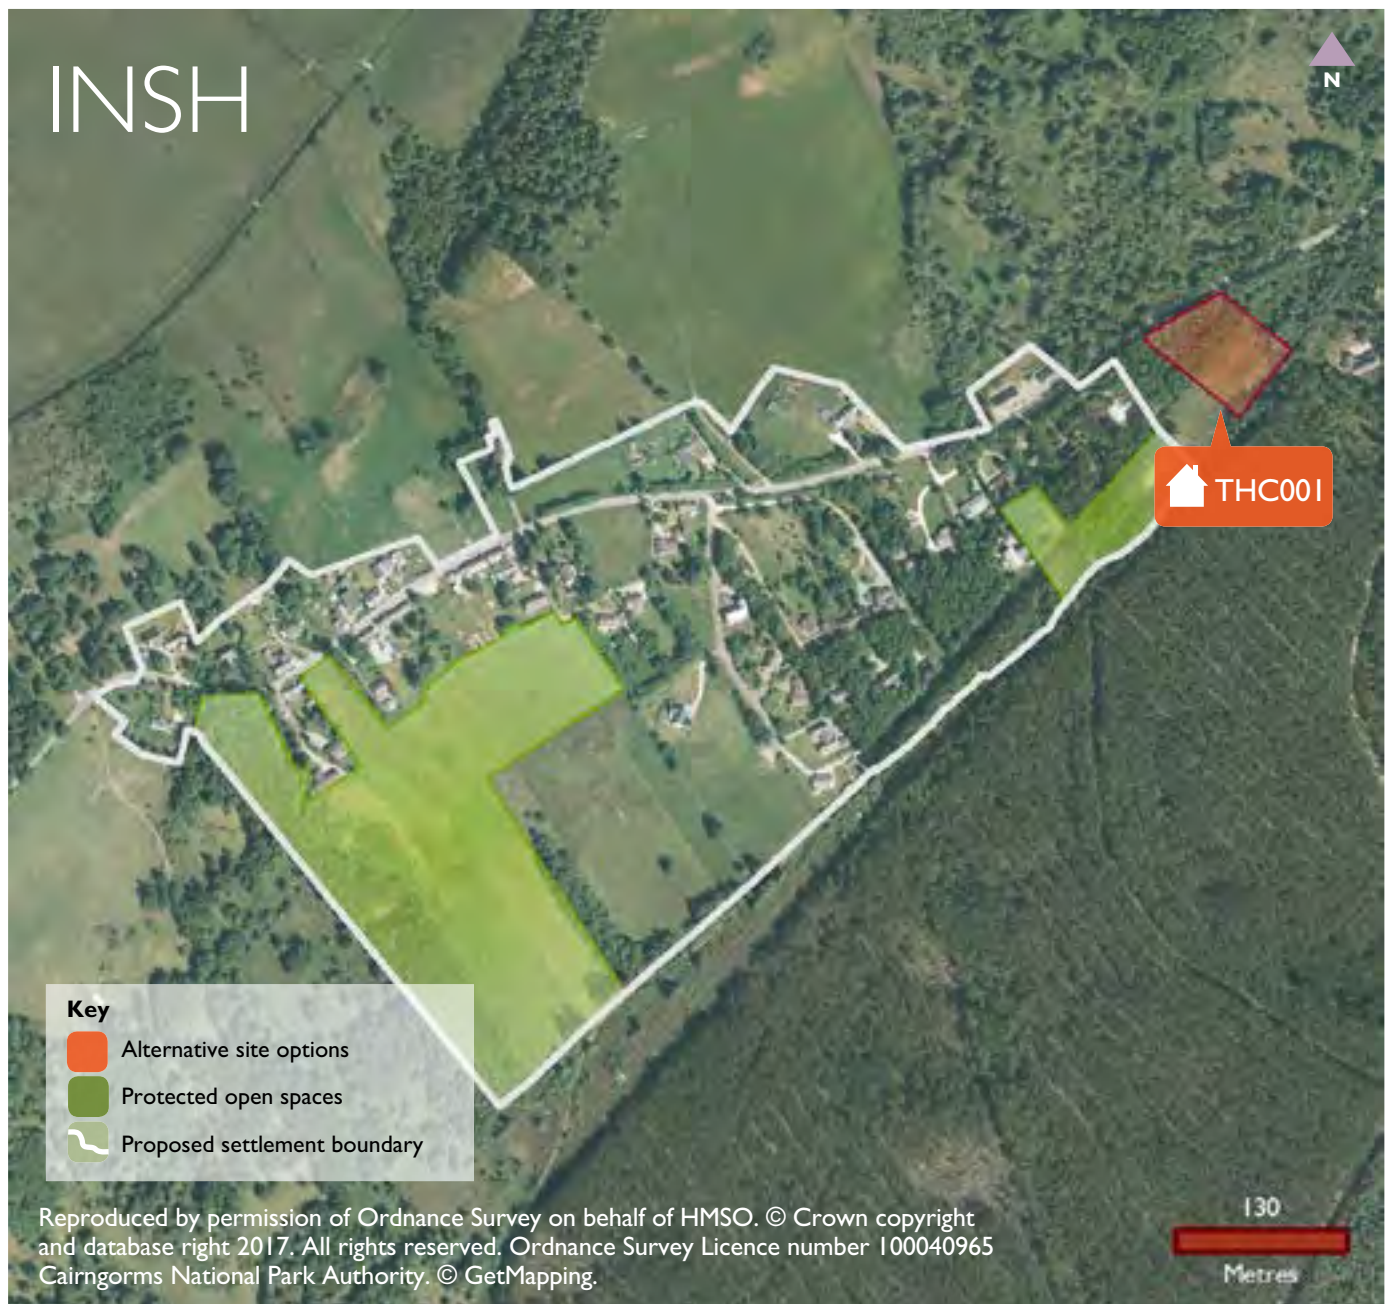 INSH
N
THC001
Key
Alternative site options
Protected open spaces
Proposed settlement boundary
Reproduced by permission of Ordnance Survey on behalf of HMSO. © Crown copyright
and database right 2017. All rights reserved. Ordnance Survey Licence number 100040965
Cairngorms National Park Authority. © GetMapping.
130
Metres